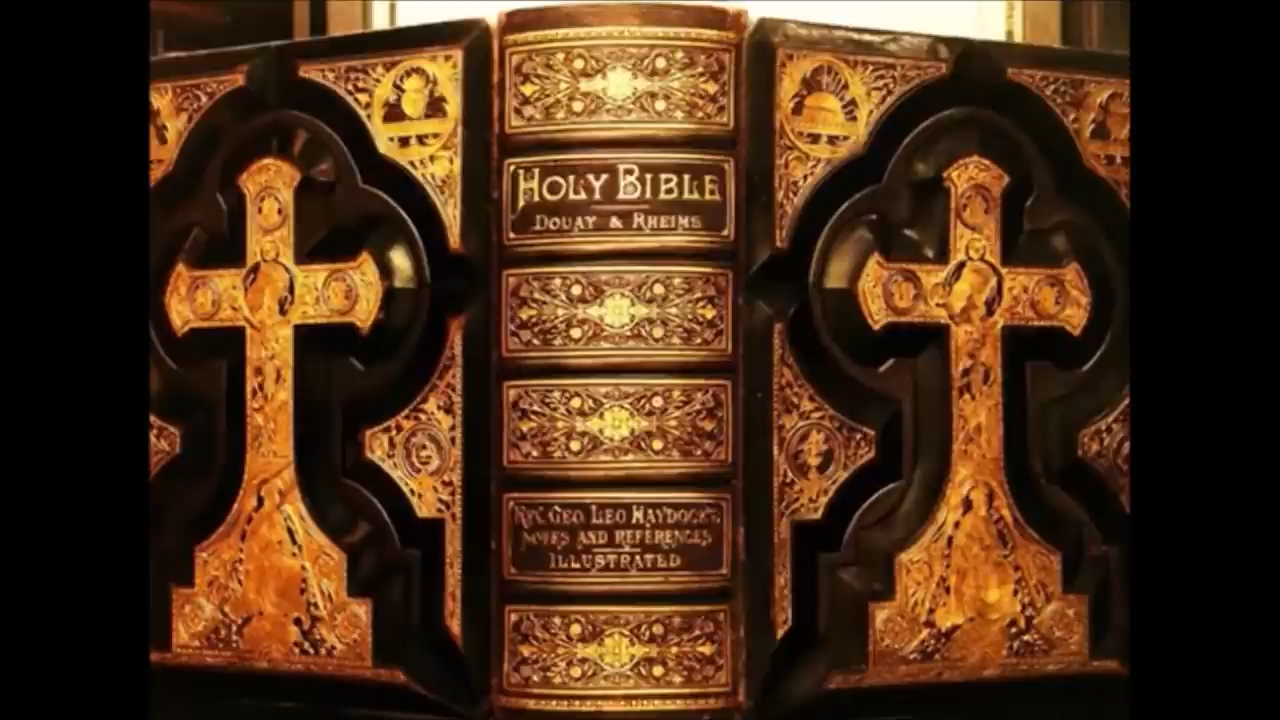 HOLY BIBLE
DOUAY & RHEIMS
REV. GEO. LEO HAYDOCK'S
NOTES AND REFERENCES
ILLUSTRATED